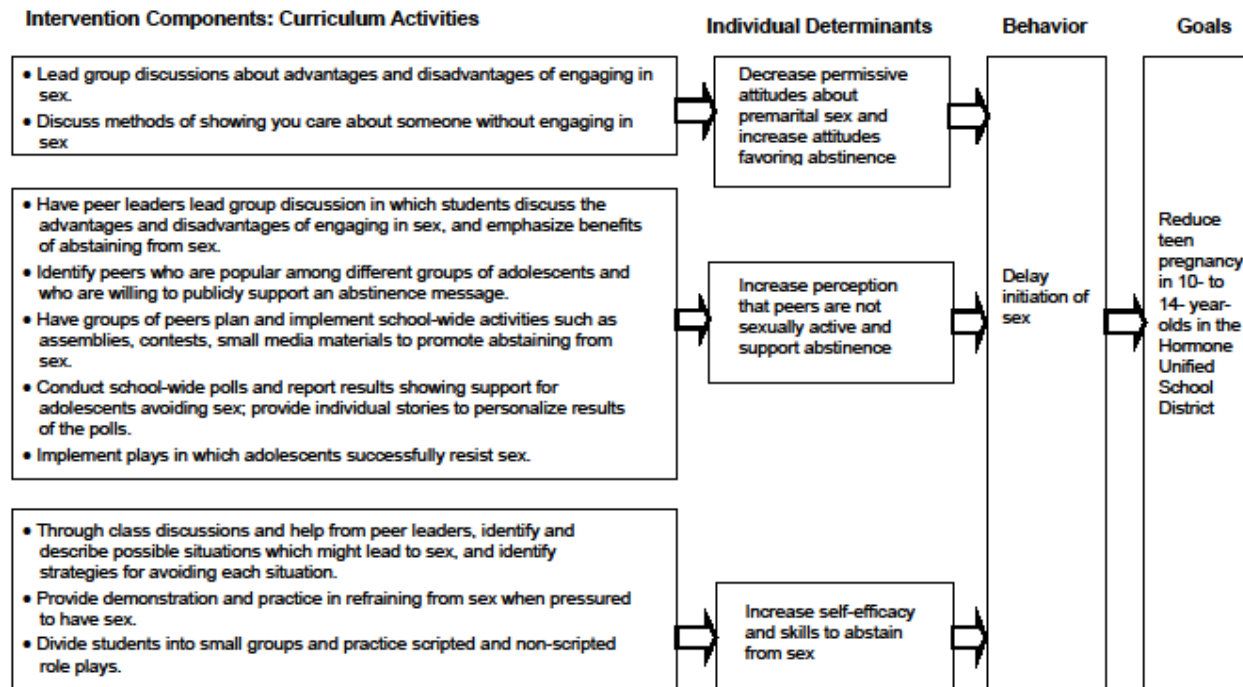 Intervention Components: Curriculum Activities
Individual Determinants
Behavior
Goals
• Lead group discussions about advantages and disadvantages of engaging in
sex.
• Discuss methods of showing you care about someone without engaging in
sex
Decrease permissive
attitudes about
premarital sex and
increase attitudes
favoring abstinence
• Have peer leaders lead group discussion in which students discuss the
advantages and disadvantages of engaging in sex, and emphasize benefits
of abstaining from sex.
• Identify peers who are popular among different groups of adolescents and
who are willing to publicly support an abstinence message.
• Have groups of peers plan and implement school-wide activities such as
assemblies, contests, small media materials to promote abstaining from
sex.
• Conduct school-wide polls and report results showing support for
adolescents avoiding sex; provide individual stories to personalize results
of the polls.
• Implement plays in which adolescents successfully resist sex.
Increase perception
that peers are not
sexually active and
support abstinence
Delay
initiation of
sex
Reduce
teen
pregnancy
in 10- to
14- year-
olds in the
Hormone
Unified
School
District
• Through class discussions and help from peer leaders, identify and
describe possible situations which might lead to sex, and identify
strategies for avoiding each situation.
• Provide demonstration and practice in refraining from sex when pressured
to have sex.
• Divide students into small groups and practice scripted and non-scripted
role plays.
Increase self-efficacy
and skills to abstain
from sex